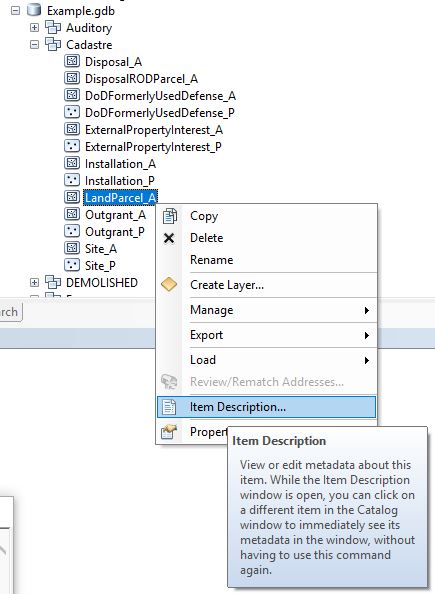 Example.gdb
Auditory
Cadastre
Disposal_A
DisposalRODParcel_A
DoDFormerlyUsedDefense_A
DoDFormerlyUsedDefense_P
ExternalPropertyInterest_A
ExternalPropertyInterest_P
Installation_A
Installation_P
LandParcel_A
Outgrant_A
Outgrant_P
Site_A
Site_P
DEMOLISHED
Copy
Delete
Rename
Create Layer...
Manage
Export
Load
Review/Rematch Addresses...
Item Description...
Item Description
View or edit metadata about this
item. While the Item Description
window is open, you can click on
a different item in the Catalog
window to immediately see its
metadata in the window, without
having to use this command
again.